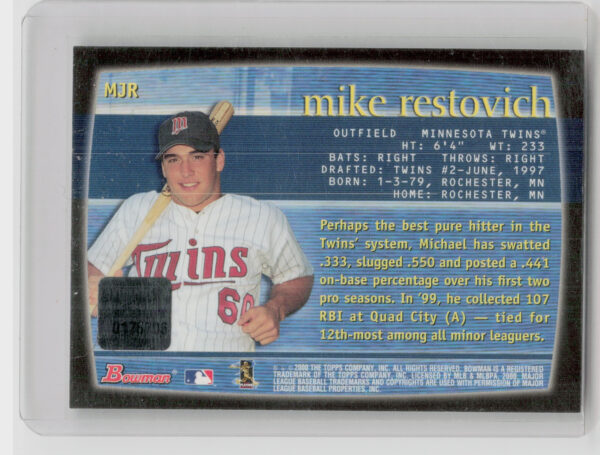 MJR
mike restovich
OUTFIELD MINNESOTA TWINS®
HT: 6'4" WT: 233
BATS: RIGHT THROWS: RIGHT
DRAFTED: TWINS #2-JUNE, 1997
BORN: 1-3-79, ROCHESTER, MN
HOME: ROCHESTER, MN
Perhaps the best pure hitter in the
Twins' system, Michael has swatted
.333, slugged .550 and posted a .441
on-base percentage over his first two
pro seasons. In '99, he collected 107
RBI at Quad City (A) — tied for
12th-most among all minor leaguers.
m
Twins
60
Bowman
® & © 2000 THE TOPPS COMPANY, INC. ALL RIGHTS RESERVED. BOWMAN IS A REGISTERED
TRADEMARK OF THE TOPPS COMPANY, INC. LICENSED BY MLB & MLBPA, 2000. MAJOR
LEAGUE BASEBALL TRADEMARKS AND COPYRIGHTS ARE USED WITH PERMISSION OF MAJOR
LEAGUE BASEBALL PROPERTIES, INC.